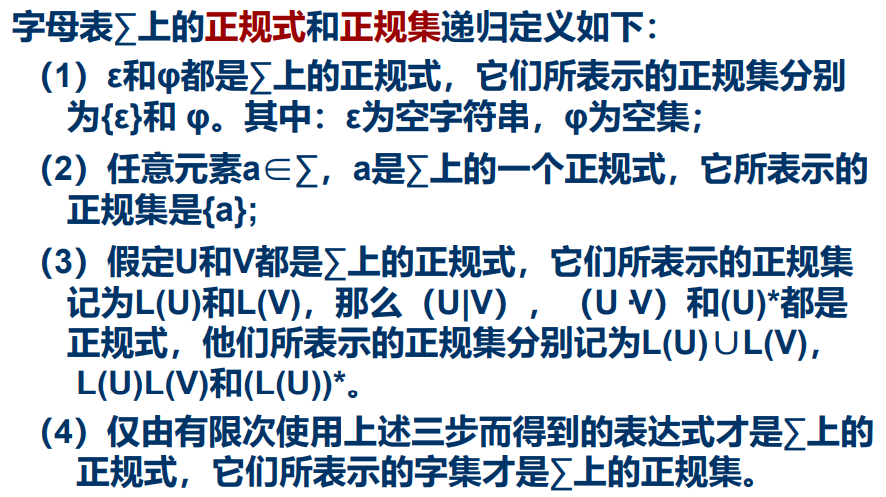 字母表∑上的正规式和正规集递归定义如下：
（1）ε和φ都是∑上的正规式，它们所表示的正规集分别
为{ε}和 φ。其中：ε为空字符串，φ为空集；
（2）任意元素a∈∑，a是∑上的一个正规式，它所表示的
正规集是{a};
（3）假定U和V都是∑上的正规式，它们所表示的正规集
记为L(U)和L(V)，那么（U|V），（U·V）和(U)*都是
正规式，他们所表示的正规集分别记为L(U)∪L(V)，
L(U)L(V)和(L(U))*。
（4）仅由有限次使用上述三步而得到的表达式才是∑上的
正规式，它们所表示的字集才是∑上的正规集。